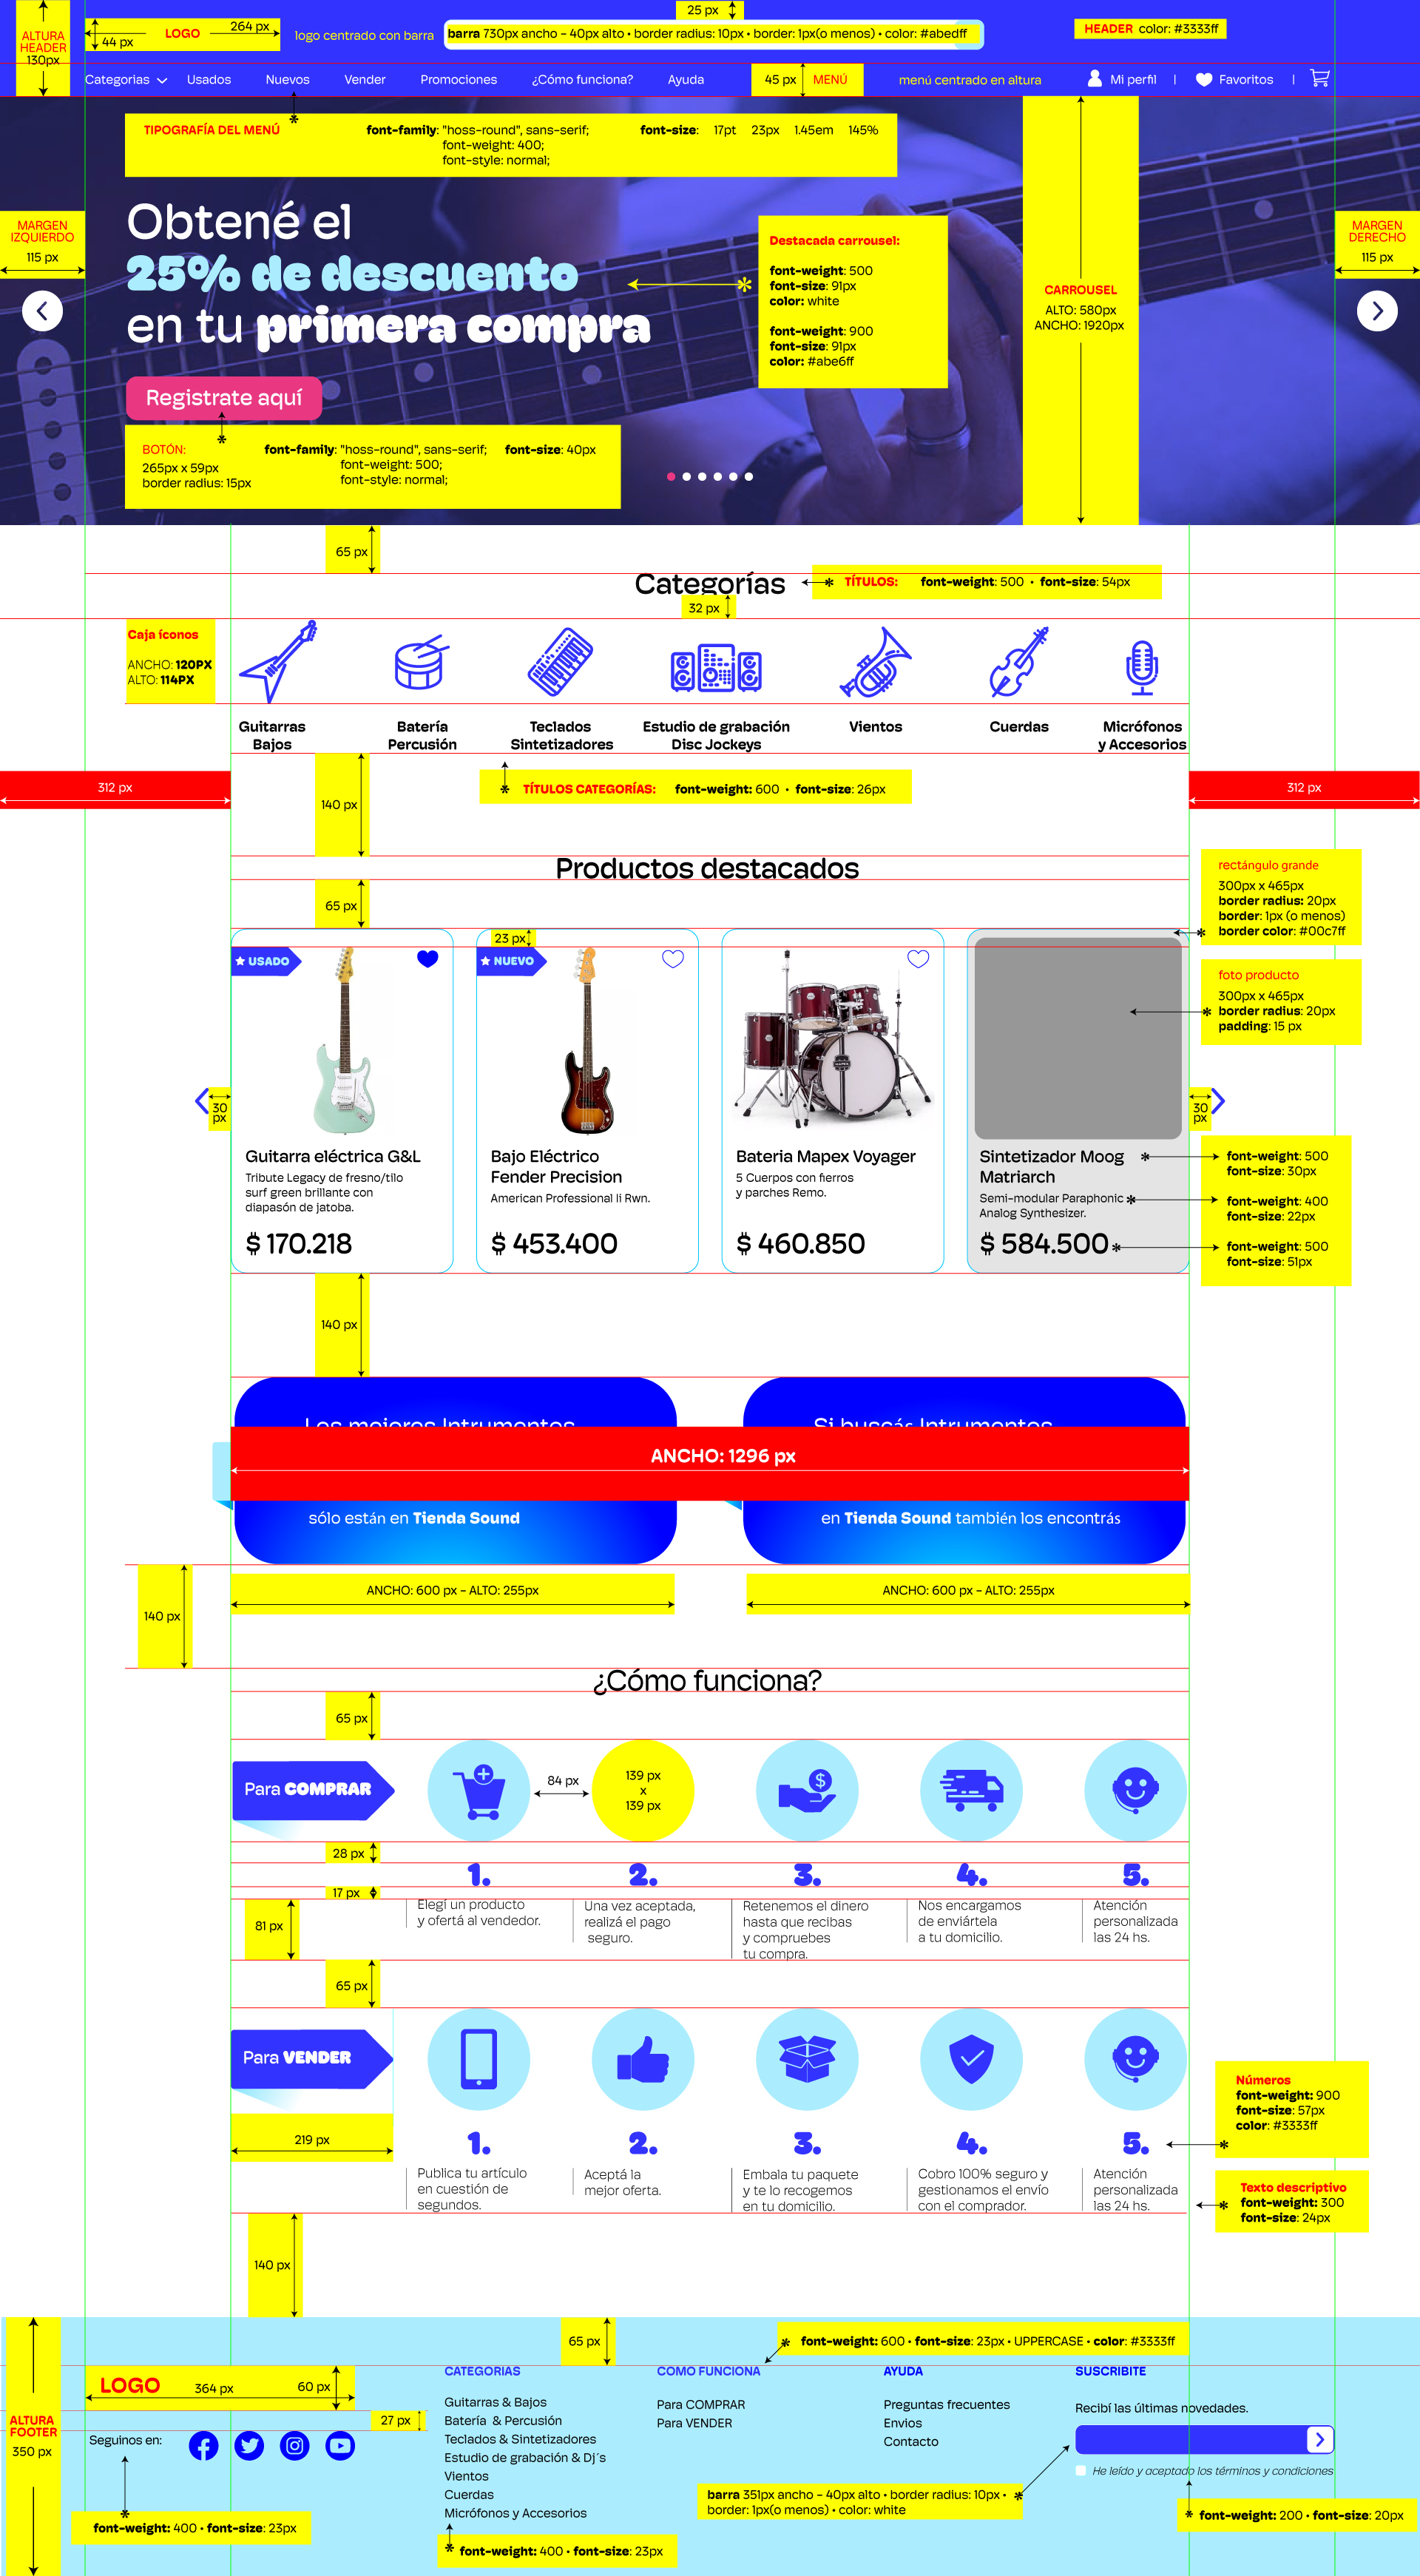 25 px
ALTURA
HEADER
130px
44 px
LOGO
264 px
logo centrado con barra
barra 730px ancho - 40px alto • border radius: 10px • border: 1px(o menos) • color: #abedff
HEADER color: #3333ff
Categorias
Usados
Nuevos
Vender
Promociones
¿Cómo funciona?
Ayuda
45 px
MENÚ
menú centrado en altura
Mi perfil
|
Favoritos
|
TIPOGRAFÍA DEL MENÚ
font-family: "hoss-round", sans-serif;
font-weight: 400;
font-style: normal;
font-size: 17pt 23px 1.45em 145%
MARGEN
IZQUIERDO
115 px
MARGEN
DERECHO
115 px
Obtené el
25% de descuento
en tu primera compra
Destacada carrousel:
font-weight: 500
font-size: 91px
color: white
font-weight: 900
font-size: 91px
color: #abe6ff
CARROUSEL
ALTO: 580px
ANCHO: 1920px
Registrate aquí
BOTÓN:
265px x 59px
border radius: 15px
font-family: "hoss-round", sans-serif;
font-weight: 500;
font-style: normal;
font-size: 40px
65 px
Categorías
* TÍTULOS: font-weight: 500 • font-size: 54px
32 px
Caja íconos
ANCHO: 120PX
ALTO: 114PX
Guitarras
Bajos
Batería
Percusión
Teclados
Sintetizadores
Estudio de grabación
Disc Jockeys
Vientos
Cuerdas
Micrófonos
y Accesorios
312 px
140 px
* TÍTULOS CATEGORÍAS: font-weight: 600 • font-size: 26px
312 px
Productos destacados
65 px
rectángulo grande
300px x 465px
border radius: 20px
border: 1px (o menos)
border color: #00c7ff
23 px
USADO
NUEVO
foto producto
300px x 465px
border radius: 20px
padding: 15 px
MAPEX
30
px
30
px
Guitarra eléctrica G&L
Tribute Legacy de fresno/tilo
surf green brillante con
diapasón de jatoba.
$ 170.218
Bajo Eléctrico
Fender Precision
American Professional Ii Rwn.
$ 453.400
Bateria Mapex Voyager
5 Cuerpos con fierros
y parches Remo.
$ 460.850
Sintetizador Moog
Matriarch
Semi-modular Paraphonic
Analog Synthesizer.
$ 584.500
font-weight: 500
font-size: 30px
font-weight: 400
font-size: 22px
font-weight: 500
font-size: 51px
140 px
Los mejores Intrumentos
Si buscás Intrumentos
ANCHO: 1296 px
sólo están en Tienda Sound
en Tienda Sound también los encontrás
ANCHO: 600 px - ALTO: 255px
ANCHO: 600 px - ALTO: 255px
140 px
¿Cómo funciona?
65 px
Para COMPRAR
84 px
139 px
x
139 px
$
28 px
1.
2.
3.
4.
5.
17 px
81 px
Elegí un producto
y ofertá al vendedor.
Una vez aceptada,
realizá el pago
seguro.
Retenemos el dinero
hasta que recibas
y compruebes
tu compra.
Nos encargamos
de enviártela
a tu domicilio.
Atención
personalizada
las 24 hs.
65 px
Para VENDER
219 px
1.
2.
3.
4.
5.
Números
font-weight: 900
font-size: 57px
color: #3333ff
Publica tu artículo
en cuestión de
segundos.
Aceptá la
mejor oferta.
Embala tu paquete
y te lo recogemos
en tu domicilio.
Cobro 100% seguro y
gestionamos el envío
con el comprador.
Atención
personalizada
las 24 hs.
Texto descriptivo
font-weight: 300
font-size: 24px
140 px
65 px
* font-weight: 600 • font-size: 23px • UPPERCASE • color: #3333ff
ALTURA
FOOTER
350 px
LOGO
364 px
60 px
27 px
Seguinos en:
* font-weight: 400 • font-size: 23px
CATEGORIAS
Guitarras & Bajos
Batería & Percusión
Teclados & Sintetizadores
Estudio de grabación & Dj´s
Vientos
Cuerdas
Micrófonos y Accesorios
* font-weight: 400 • font-size: 23px
COMO FUNCIONA
Para COMPRAR
Para VENDER
AYUDA
Preguntas frecuentes
Envios
Contacto
SUSCRIBITE
Recibí las últimas novedades.
He leído y aceptado los términos y condiciones
barra 351px ancho - 40px alto • border radius: 10px •
border: 1px(o menos) • color: white
* font-weight: 200 • font-size: 20px